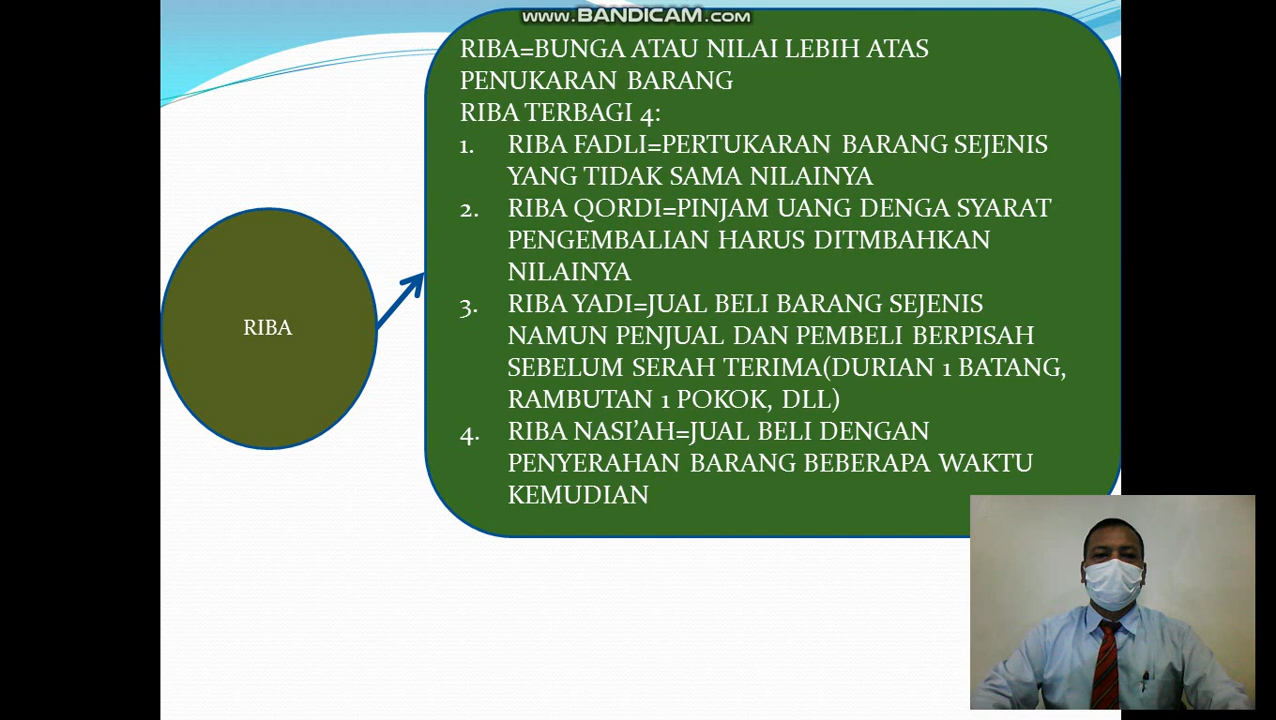 WWW.BANDICAM.COM
RIBA=BUNGA ATAU NILAI LEBIH ATAS
PENUKARAN BARANG
RIBA TERBAGI 4:
1. RIBA FADLI=PERTUKARAN BARANG SEJENIS
YANG TIDAK SAMA NILAINYA
2. RIBA QORDI=PINJAM UANG DENGA SYARAT
PENGEMBALIAN HARUS DITMBAHKAN
NILAINYA
3. RIBA YADI=JUAL BELI BARANG SEJENIS
NAMUN PENJUAL DAN PEMBELI BERPISAH
SEBELUM SERAH TERIMA(DURIAN 1 BATANG,
RAMBUTAN 1 POKOK, DLL)
4. RIBA NASI’AH=JUAL BELI DENGAN
PENYERAHAN BARANG BEBERAPA WAKTU
KEMUDIAN
RIBA